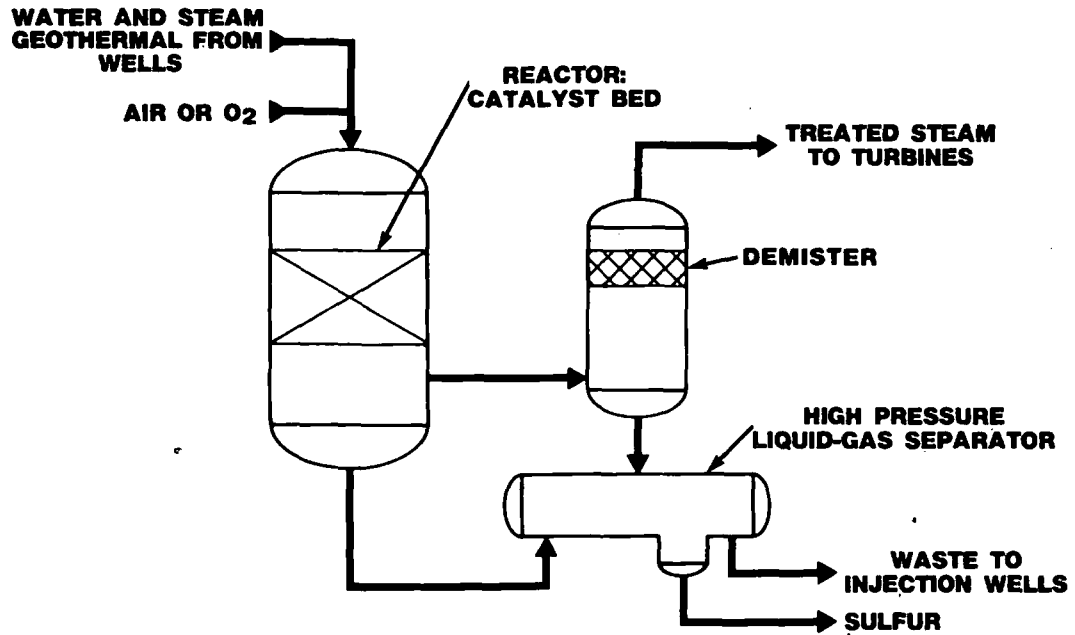 WATER AND STEAM
GEOTHERMAL FROM
WELLS
AIR OR O2
REACTOR:
CATALYST BED
TREATED STEAM
TO TURBINES
DEMISTER
HIGH PRESSURE
LIQUID-GAS SEPARATOR
WASTE TO
INJECTION WELLS
SULFUR